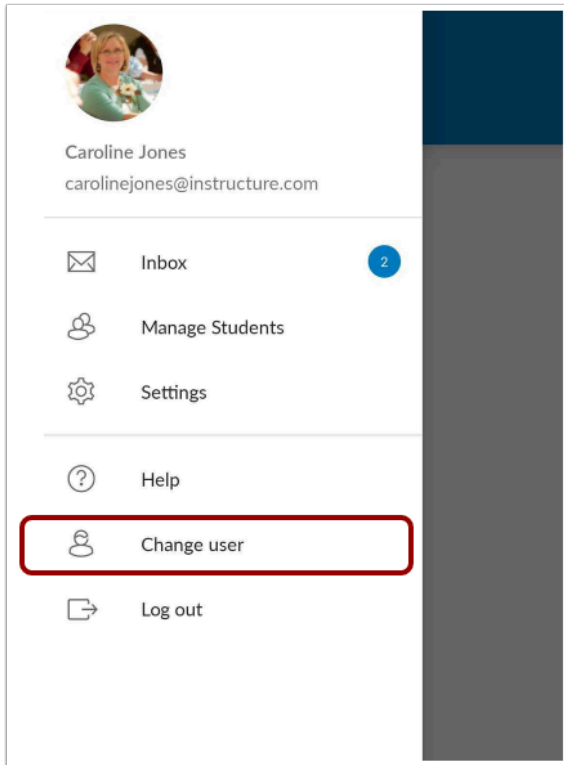 Caroline Jones
carolinejones@instructure.com
Inbox
2
Manage Students
Settings
Help
Change user
Log out